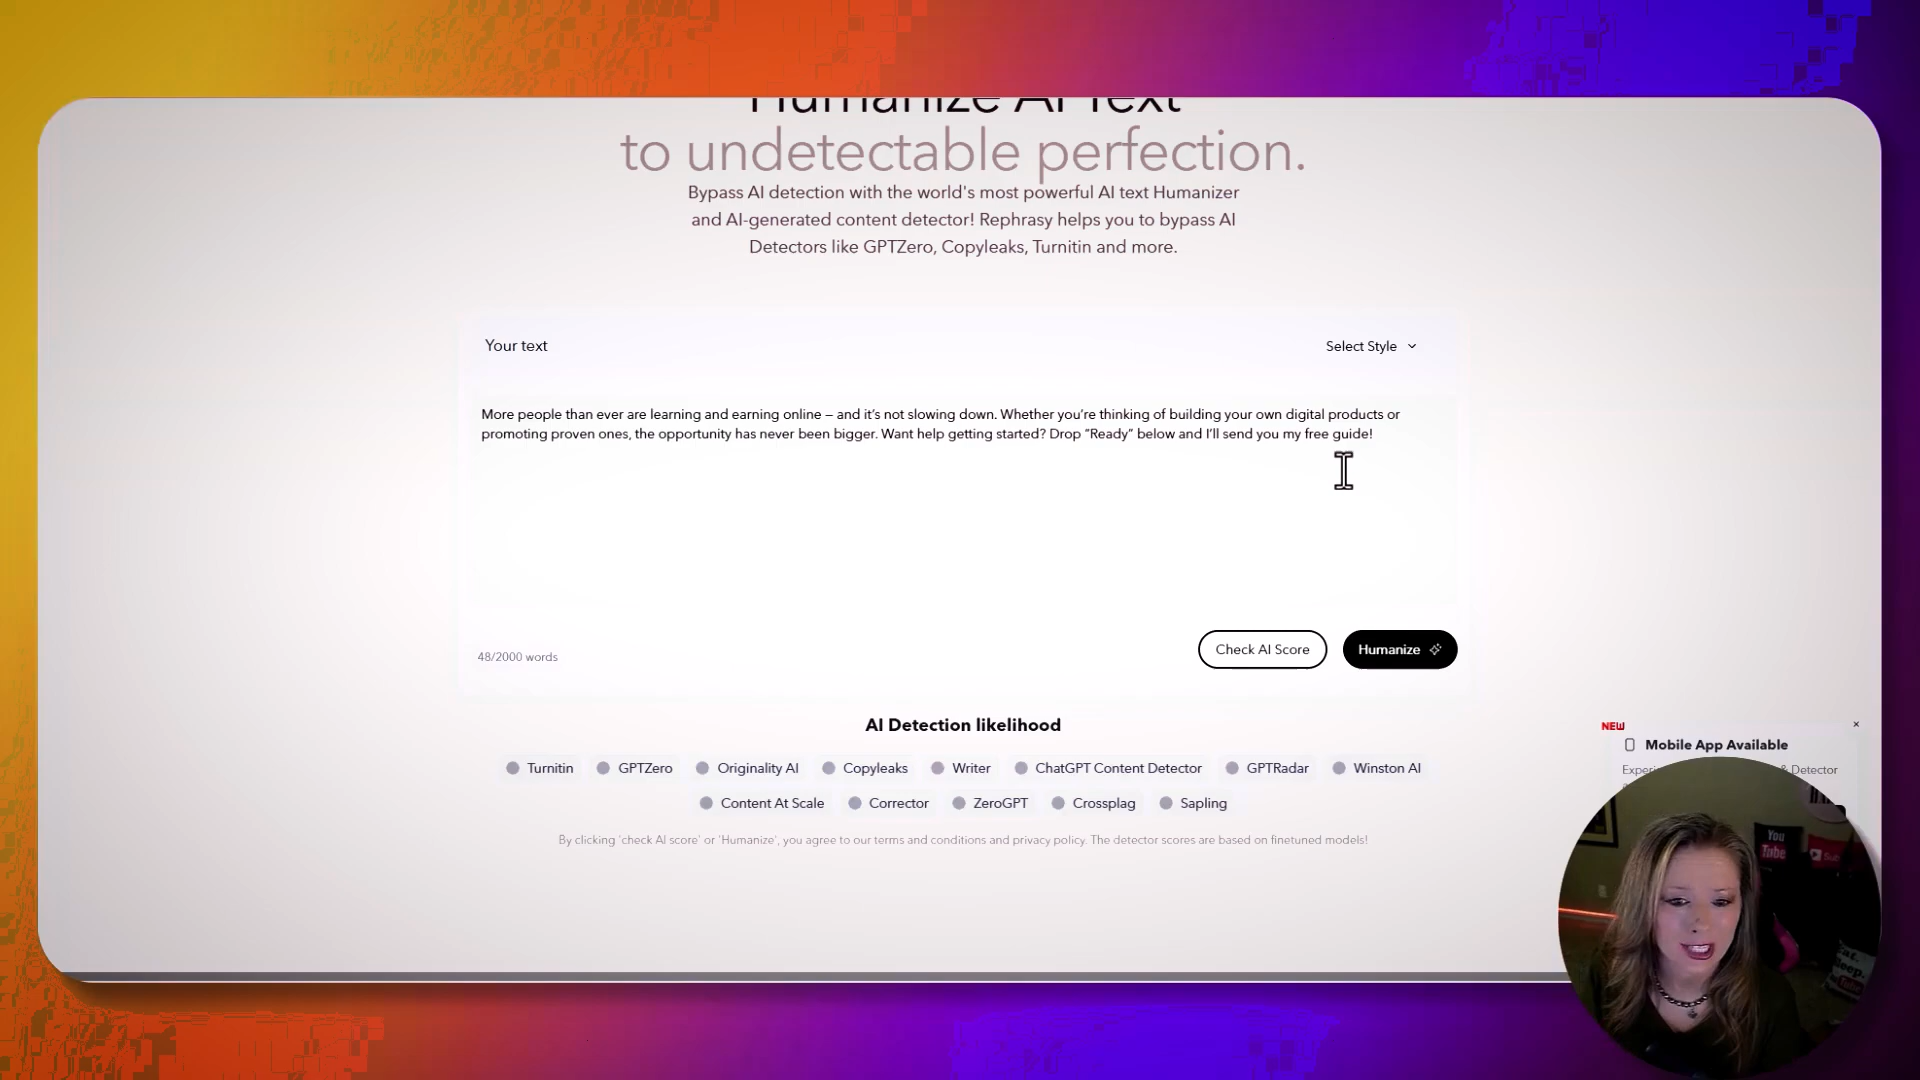 Humanize AI Text
to undetectable perfection.
Bypass AI detection with the world's most powerful AI text Humanizer
and AI-generated content detector! Rephrasy helps you to bypass AI
Detectors like GPTZero, Copyleaks, Turnitin and more.
Your text
Select Style
More people than ever are learning and earning online – and it’s not slowing down. Whether you’re thinking of building your own digital products or
promoting proven ones, the opportunity has never been bigger. Want help getting started? Drop “Ready” below and I’ll send you my free guide!
48/2000 words
Check AI Score
Humanize
AI Detection likelihood
Turnitin GPTZero Originality AI Copyleaks Writer ChatGPT Content Detector GPTRadar Winston AI
Content At Scale Corrector ZeroGPT Crossplag Sapling
By clicking 'check AI score' or 'Humanize', you agree to our terms and conditions and privacy policy. The detector scores are based on finetuned models!
NEW
Mobile App Available
& Detector
You
Tube